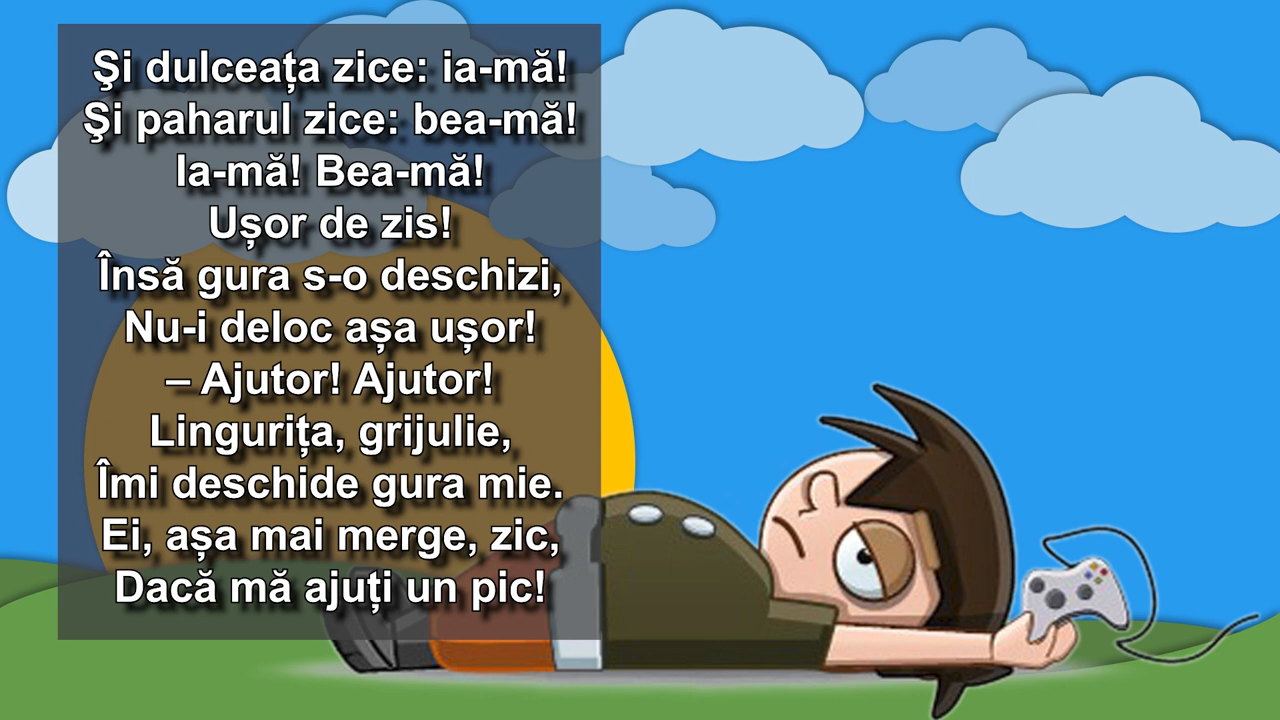 Şi dulceața zice: ia-mă!
Şi paharul zice: bea-mă!
Ia-mă! Bea-mă!
Ușor de zis!
Însă gura s-o deschizi,
Nu-i deloc așa ușor!
– Ajutor! Ajutor!
Lingurița, grijulie,
Îmi deschide gura mie.
Ei, așa mai merge, zic,
Dacă mă ajuți un pic!